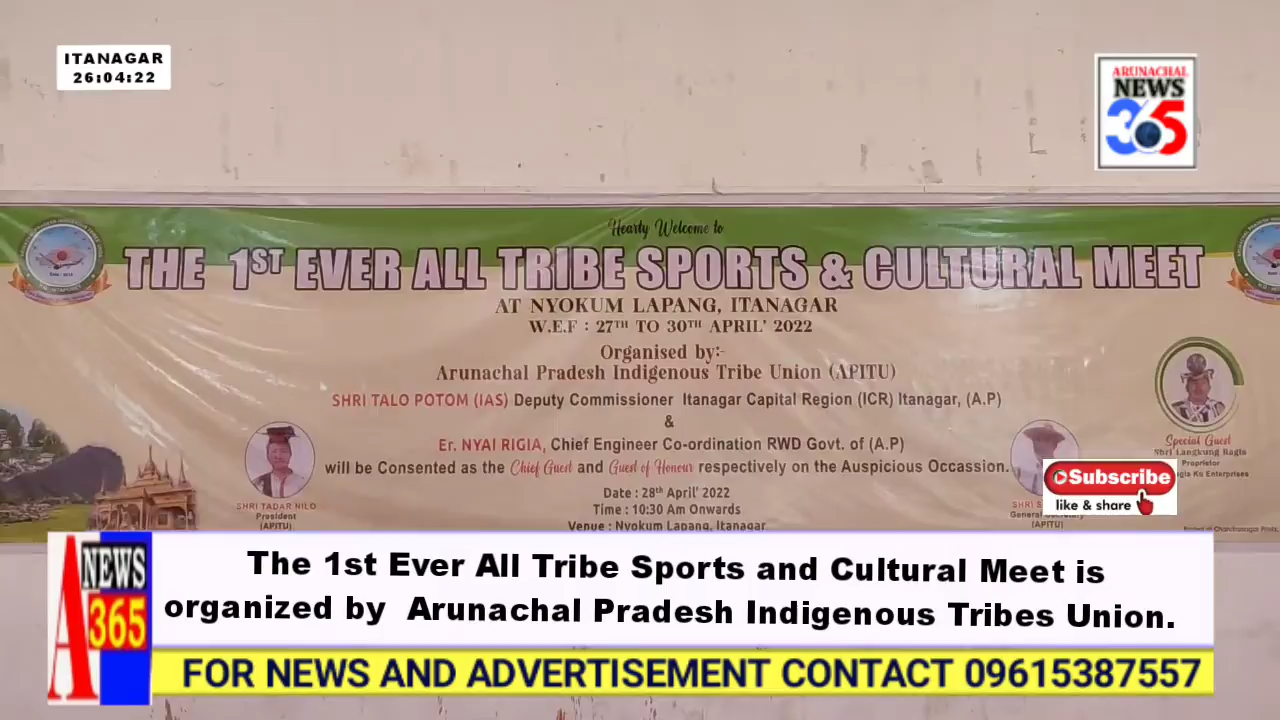 ITANAGAR
26:04:22
ARUNACHAL
NEWS
365
Hearty Welcome to
THE 1ST EVER ALL TRIBE SPORTS & CULTURAL MEET
AT NYOKUM LAPANG, ITANAGAR
W.E.F : 27TH TO 30TH APRIL' 2022
Organised by:-
Arunachal Pradesh Indigenous Tribe Union (APITU)
SHRI TALO POTOM (IAS) Deputy Commissioner Itanagar Capital Region (ICR) Itanagar, (A.P)
&
Er. NYAI RIGIA, Chief Engineer Co-ordination RWD Govt. of (A.P)
will be Consented as the Chief Guest and Guest of Honour respectively on the Auspicious Occassion.
Date : 28th April' 2022
Time : 10:30 Am Onwards
Venue : Nyokum Lapang, Itanagar
SHRI TADAR NILO
President
(APITU)
SHRI
General Secretary
(APITU)
Special Guest
Shri Langkung Bagia
Proprietor
Ku Enterprises
Subscribe
like & share
A NEWS
365
The 1st Ever All Tribe Sports and Cultural Meet is
organized by Arunachal Pradesh Indigenous Tribes Union.
FOR NEWS AND ADVERTISEMENT CONTACT 09615387557